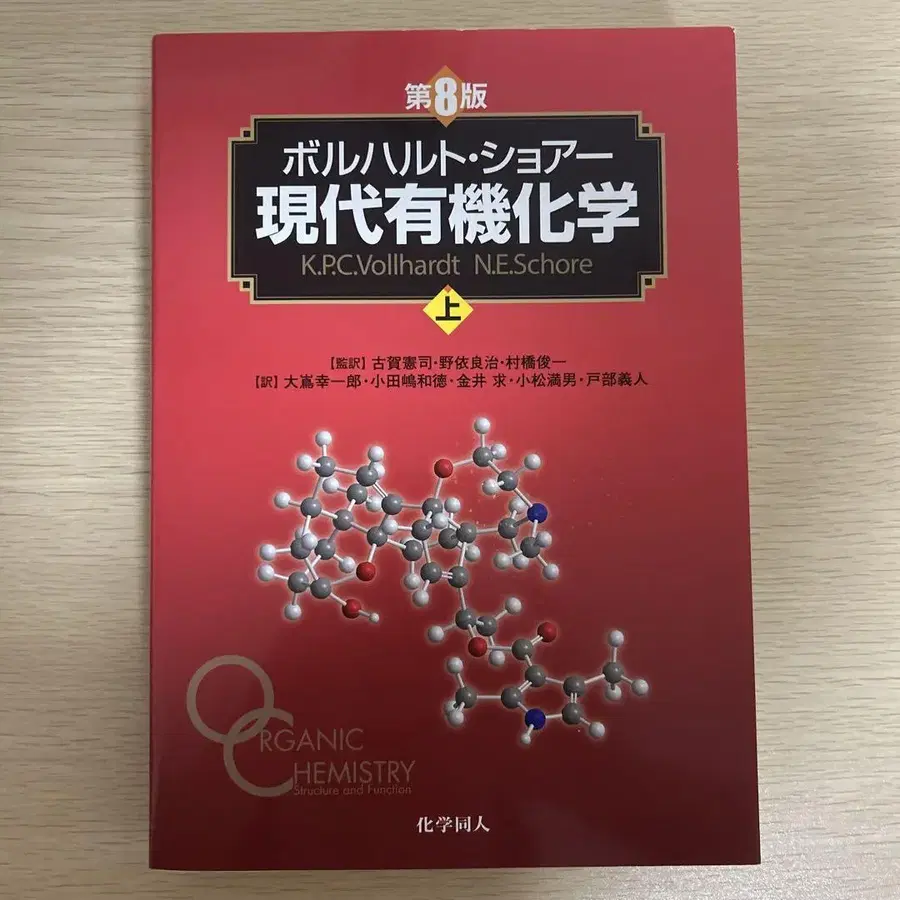 第8版
ボルハルト・ショアー
現代有機化学
K.P.C.Vollhardt N.E.Schore
上
【監訳】古賀憲司・野依良治・村橋俊一
【訳】大嶌幸一郎・小田嶋和徳・金井 求・小松満男・戸部義人
ORGANIC
CHEMISTRY
Structure and Function
化学同人